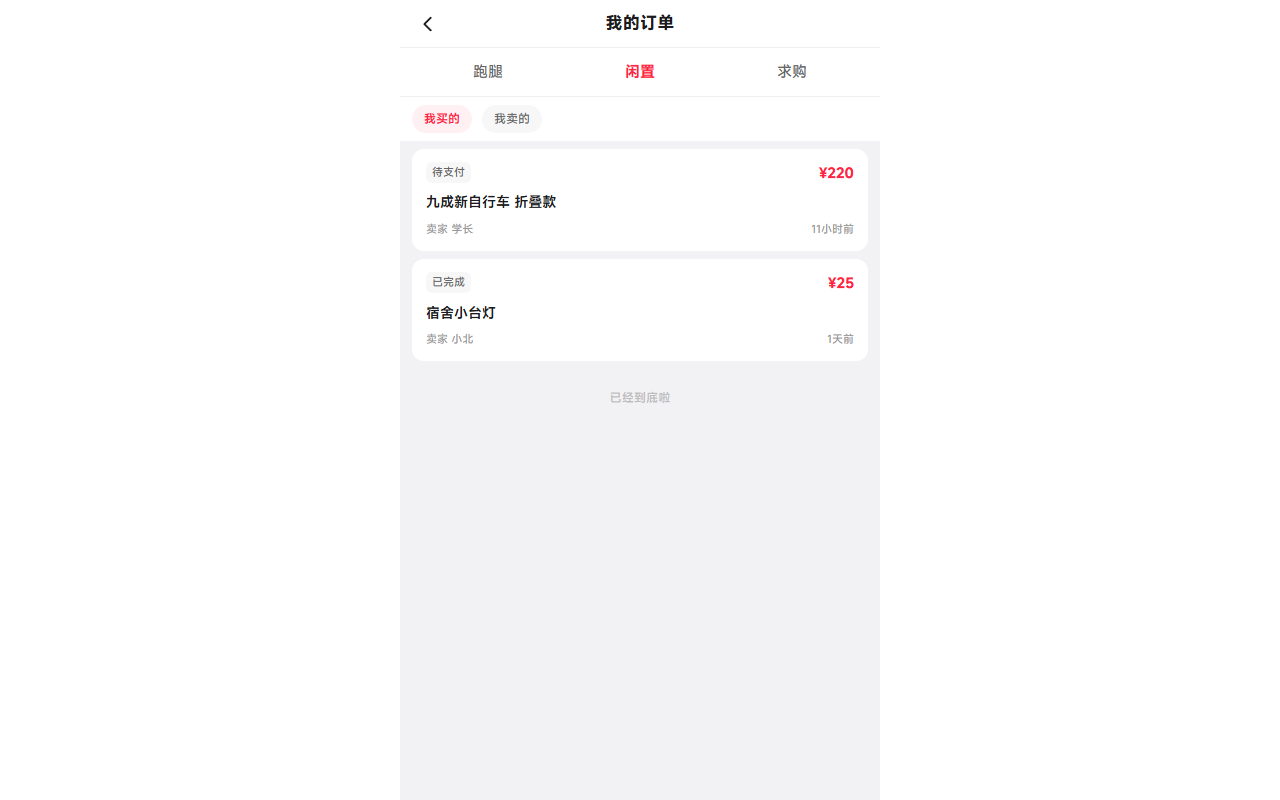 我的订单
跑腿 闲置 求购
我买的 我卖的
待支付 ¥220
九成新自行车 折叠款
卖家 学长 11小时前
已完成 ¥25
宿舍小台灯
卖家 小北 1天前
已经到底啦